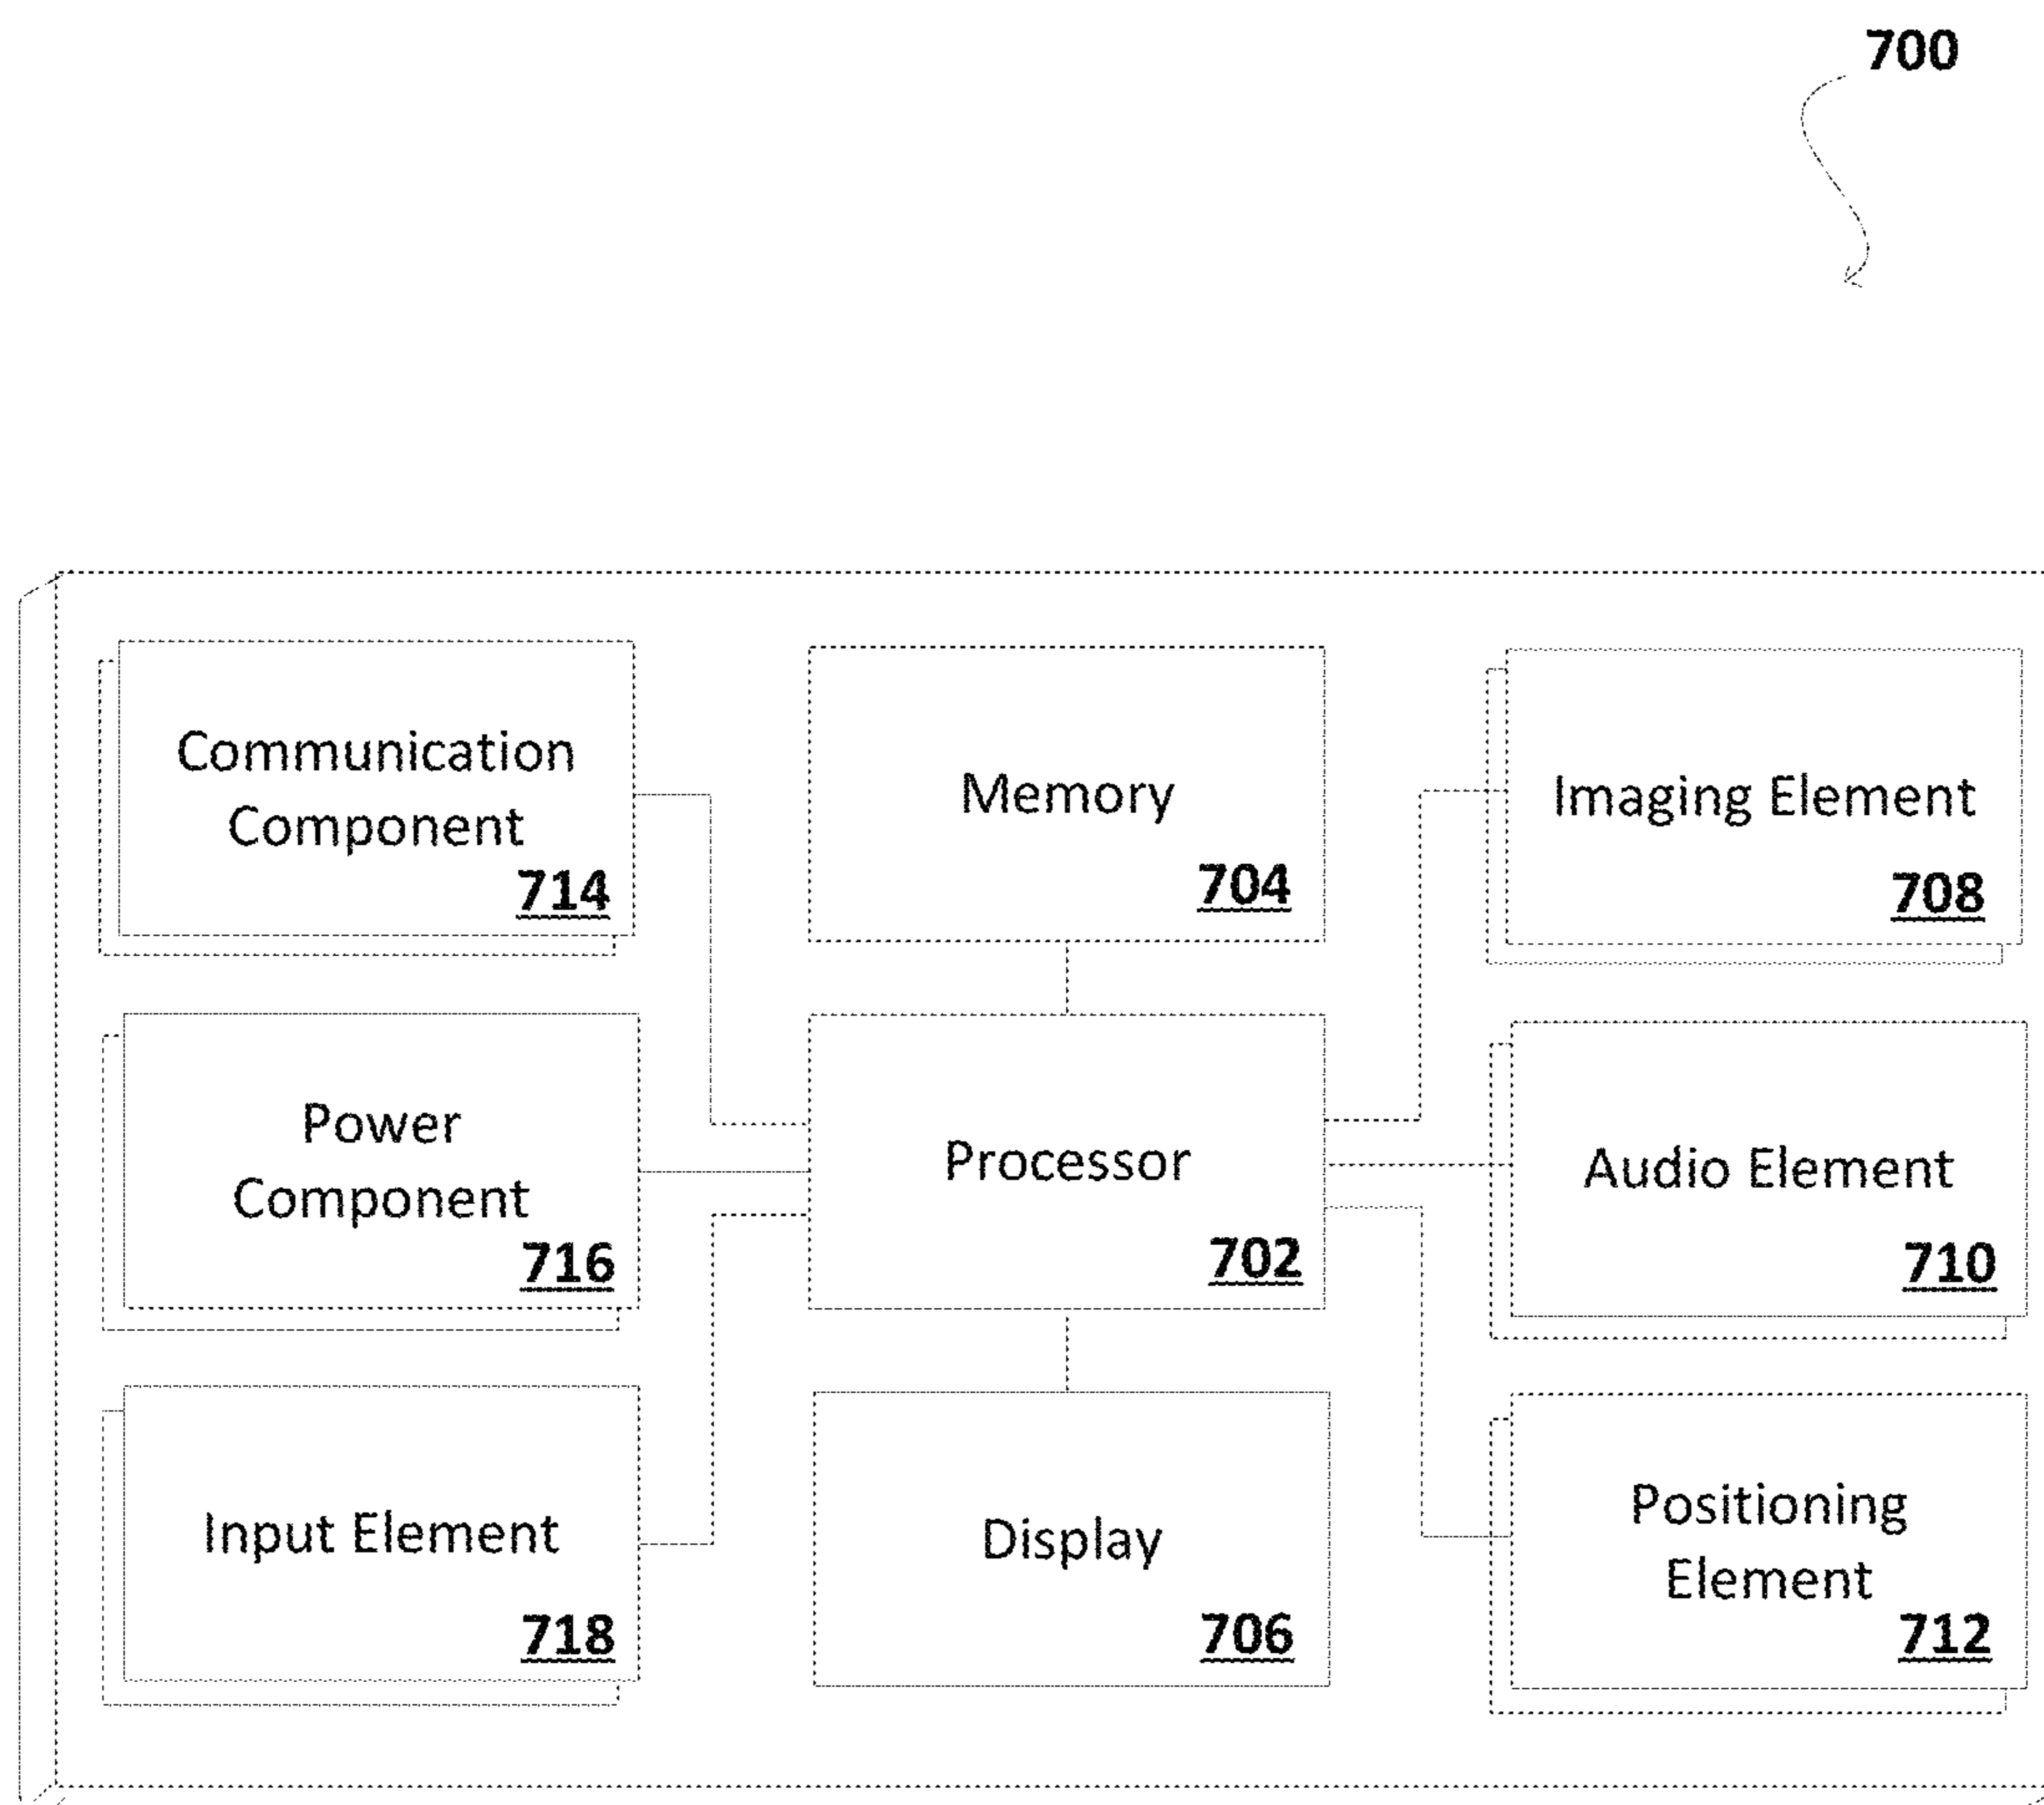 700
Communication
Component
714
Memory
704
Imaging Element
708
Power
Component
716
Processor
702
Audio Element
710
Input Element
718
Display
706
Positioning
Element
712